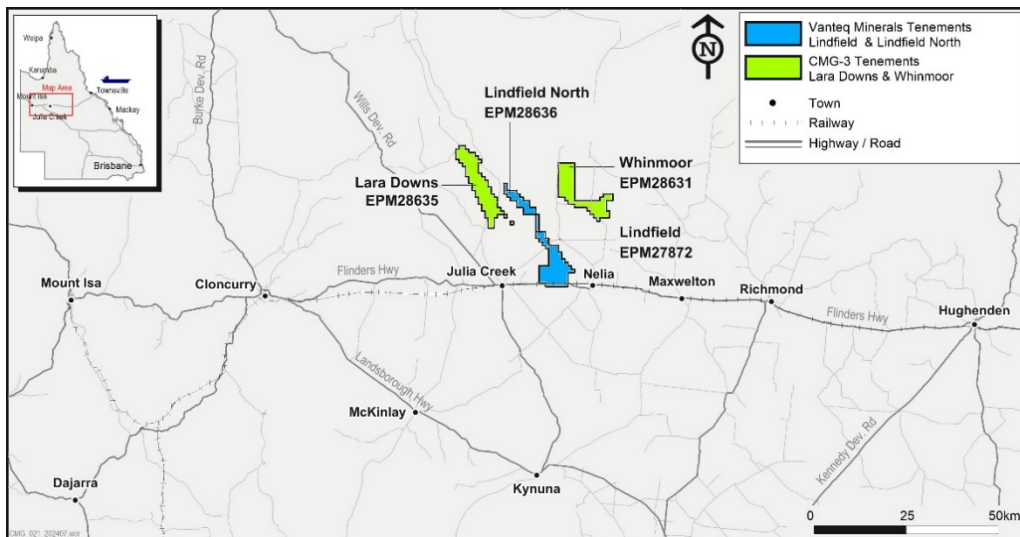 Weipa
Karumba
Map Area
Mount Isa
Julia Creek
Townsville
Mackay
Brisbane
Burke Dev. Rd
Wills Dev. Rd
N
Vanteq Minerals Tenements
Lindfield & Lindfield North
CMG-3 Tenements
Lara Downs & Whinmoor
Town
Railway
Highway / Road
Lindfield North
EPM28636
Lara Downs
EPM28635
Whinmoor
EPM28631
Lindfield
EPM27872
Mount Isa
Cloncurry
Flinders Hwy
Julia Creek
Nelia
Maxwelton
Richmond
Flinders Hwy
Hughenden
Landsborough Hwy
McKinlay
Kynuna
Dajarra
Kennedy Dev. Rd
0
25
50km
CMG_021_202407.wor